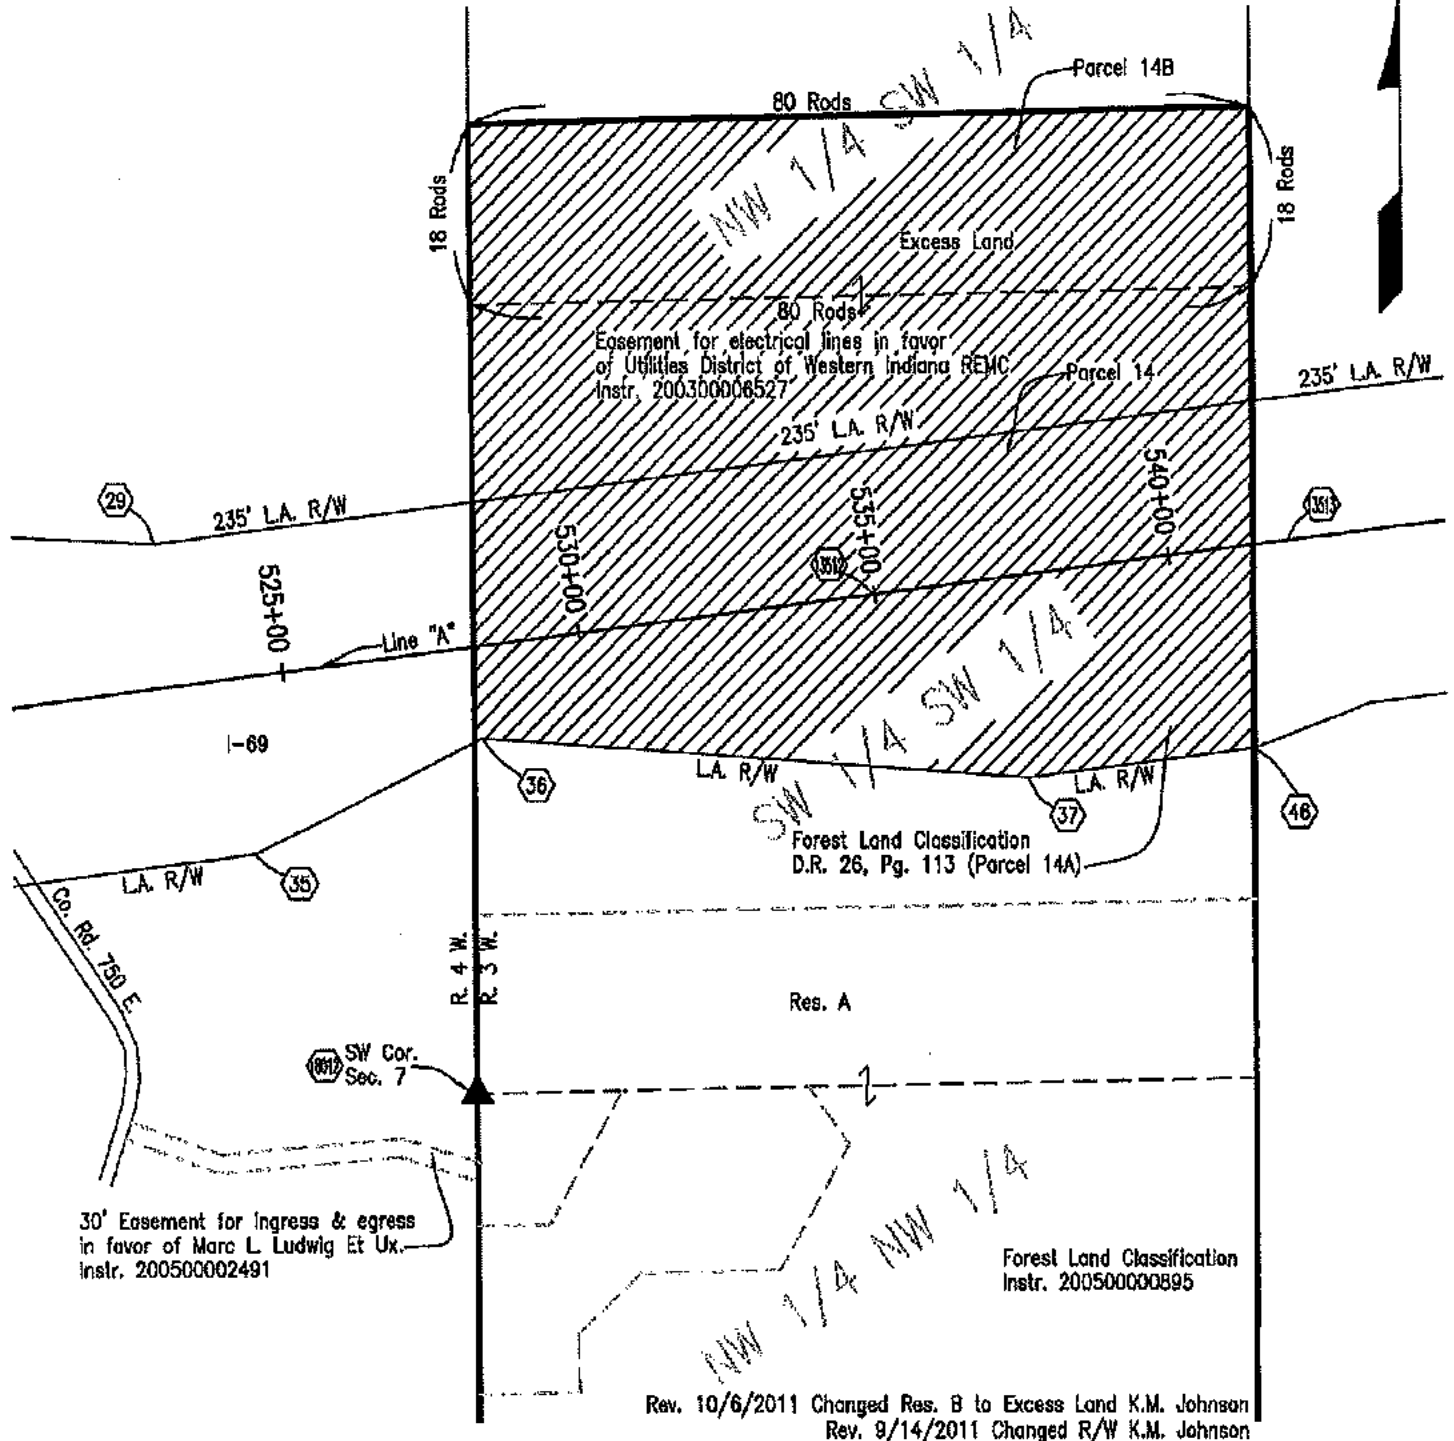 Parcel 14B
80 Rods
NW 1/4 SW 1/4
18 Rods
18 Rods
Excess Land
80 Rods
Easement for electrical lines in favor
of Utilities District of Western Indiana REMC
Instr. 200300006527
Parcel 14
235' L.A. R/W
235' L.A. R/W
235' L.A. R/W
29
525+00
530+00
535+00
540+00
3512
3513
Line "A"
I-69
SW 1/4 SW 1/4
L.A. R/W
L.A. R/W
36
37
46
35
L.A. R/W
Forest Land Classification
D.R. 26, Pg. 113 (Parcel 14A)
Co. Rd. 750 E.
R. 4 W.
R. 3 W.
Res. A
SW Cor.
Sec. 7
30' Easement for ingress & egress
in favor of Marc L. Ludwig Et Ux.
Instr. 200500002491
NW 1/4 NW 1/4
Forest Land Classification
Instr. 200500000895
Rev. 10/6/2011 Changed Res. B to Excess Land K.M. Johnson
Rev. 9/14/2011 Changed R/W K.M. Johnson